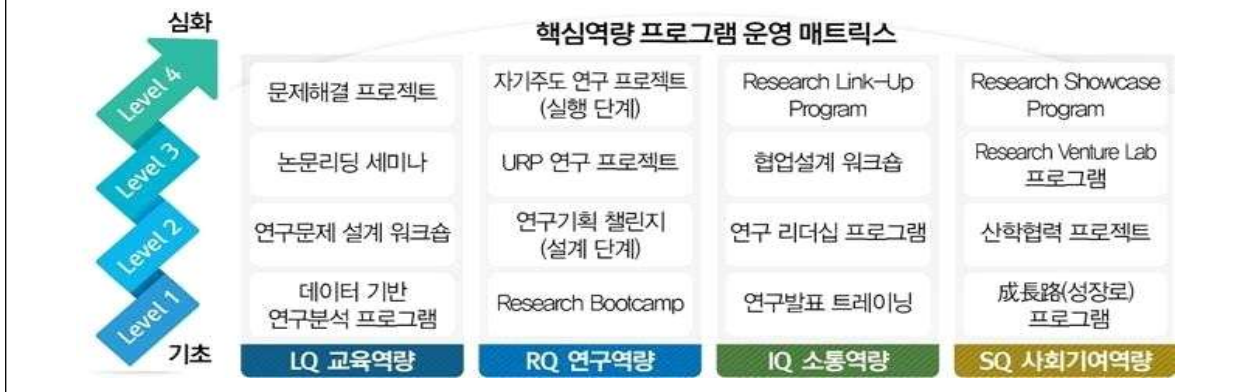 심화
핵심역량 프로그램 운영 매트릭스
Level 4
문제해결 프로젝트
자기주도 연구 프로젝트
(실행 단계)
Research Link-Up
Program
Research Showcase
Program
Level 3
논문리딩 세미나
URP 연구 프로젝트
협업설계 워크숍
Research Venture Lab
프로그램
Level 2
연구문제 설계 워크숍
연구기획 챌린지
(설계 단계)
연구 리더십 프로그램
산학협력 프로젝트
Level 1
데이터 기반
연구분석 프로그램
Research Bootcamp
연구발표 트레이닝
成長路(성장로)
프로그램
기초
LQ 교육역량
RQ 연구역량
IQ 소통역량
SQ 사회기여역량